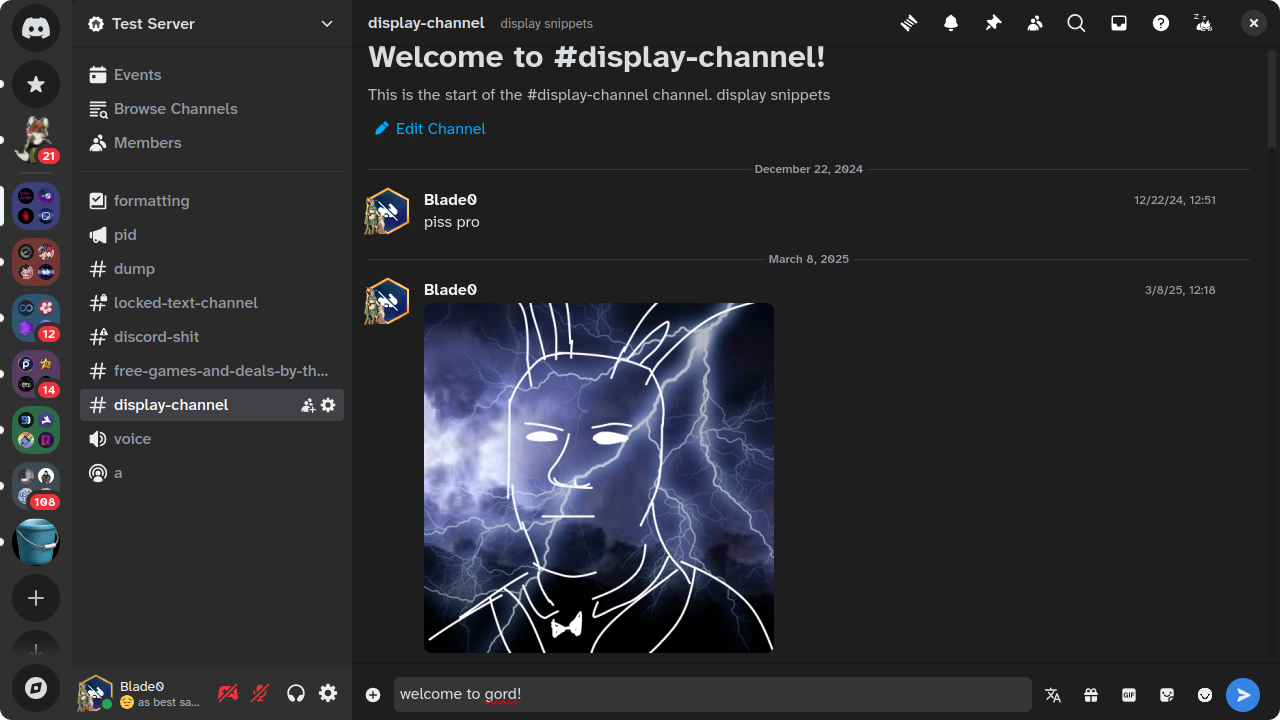 Test Server
Events
Browse Channels
Members
formatting
pid
dump
locked-text-channel
discord-shit
free-games-and-deals-by-th...
display-channel
voice
a
21
12
14
108
Blade0
as best sa...
display-channel display snippets
Welcome to #display-channel!
This is the start of the #display-channel channel. display snippets
Edit Channel
December 22, 2024
Blade0 12/22/24, 12:51
piss pro
March 8, 2025
Blade0 3/8/25, 12:18
welcome to gord!
GIF